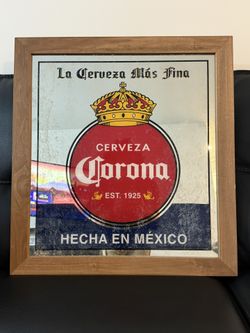 La Cerveza Más Fina
CERVEZA
Corona
EST. 1925
HECHA EN MÉXICO